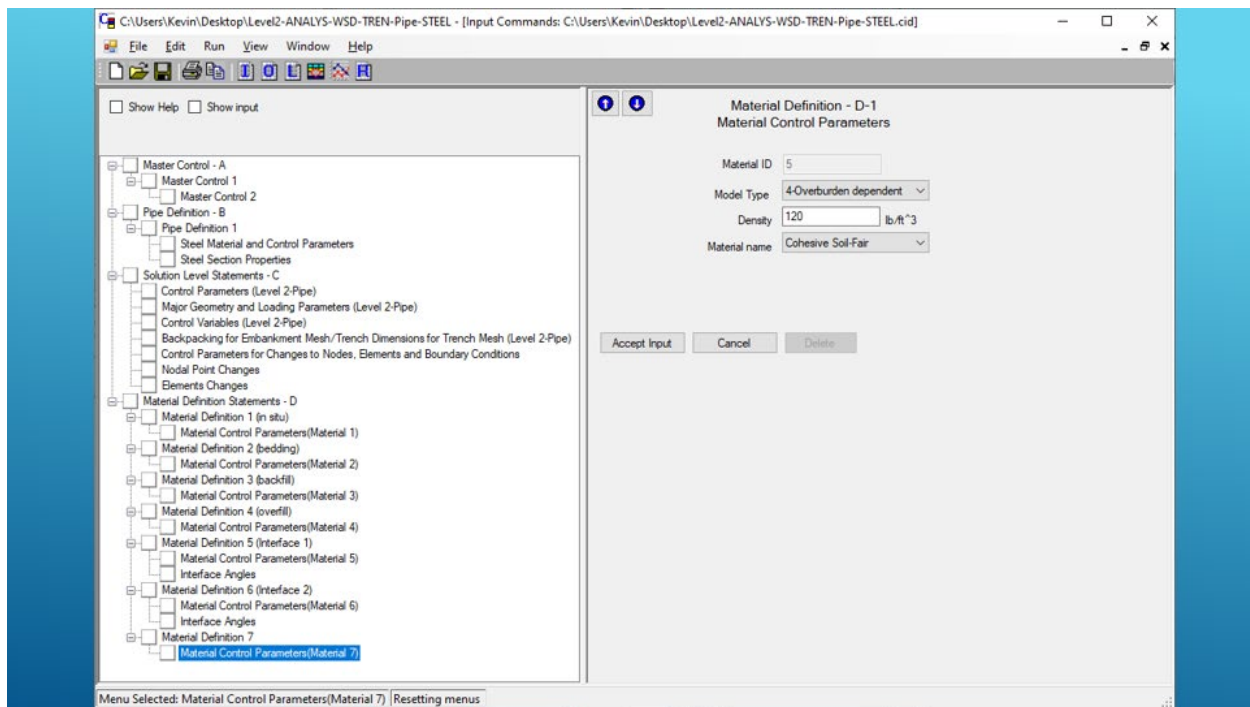 C:\Users\Kevin\Desktop\Level2-ANALYS-WSD-TREN-Pipe-STEEL - [Input Commands: C:\Users\Kevin\Desktop\Level2-ANALYS-WSD-TREN-Pipe-STEEL.cid]
File Edit Run View Window Help
Show Help Show input
Master Control - A
Master Control 1
Master Control 2
Pipe Definition - B
Pipe Definition 1
Steel Material and Control Parameters
Steel Section Properties
Solution Level Statements - C
Control Parameters (Level 2-Pipe)
Major Geometry and Loading Parameters (Level 2-Pipe)
Control Variables (Level 2-Pipe)
Backpacking for Embankment Mesh/Trench Dimensions for Trench Mesh (Level 2-Pipe)
Control Parameters for Changes to Nodes, Elements and Boundary Conditions
Nodal Point Changes
Elements Changes
Material Definition Statements - D
Material Definition 1 (in situ)
Material Control Parameters(Material 1)
Material Definition 2 (bedding)
Material Control Parameters(Material 2)
Material Definition 3 (backfill)
Material Control Parameters(Material 3)
Material Definition 4 (overfill)
Material Control Parameters(Material 4)
Material Definition 5 (Interface 1)
Material Control Parameters(Material 5)
Interface Angles
Material Definition 6 (Interface 2)
Material Control Parameters(Material 6)
Interface Angles
Material Definition 7
Material Control Parameters(Material 7)
Material Definition - D-1
Material Control Parameters
Material ID 5
Model Type 4-Overburden dependent
Density 120 lb/ft^3
Material name Cohesive Soil-Fair
Accept Input Cancel Delete
Menu Selected: Material Control Parameters(Material 7) Resetting menus